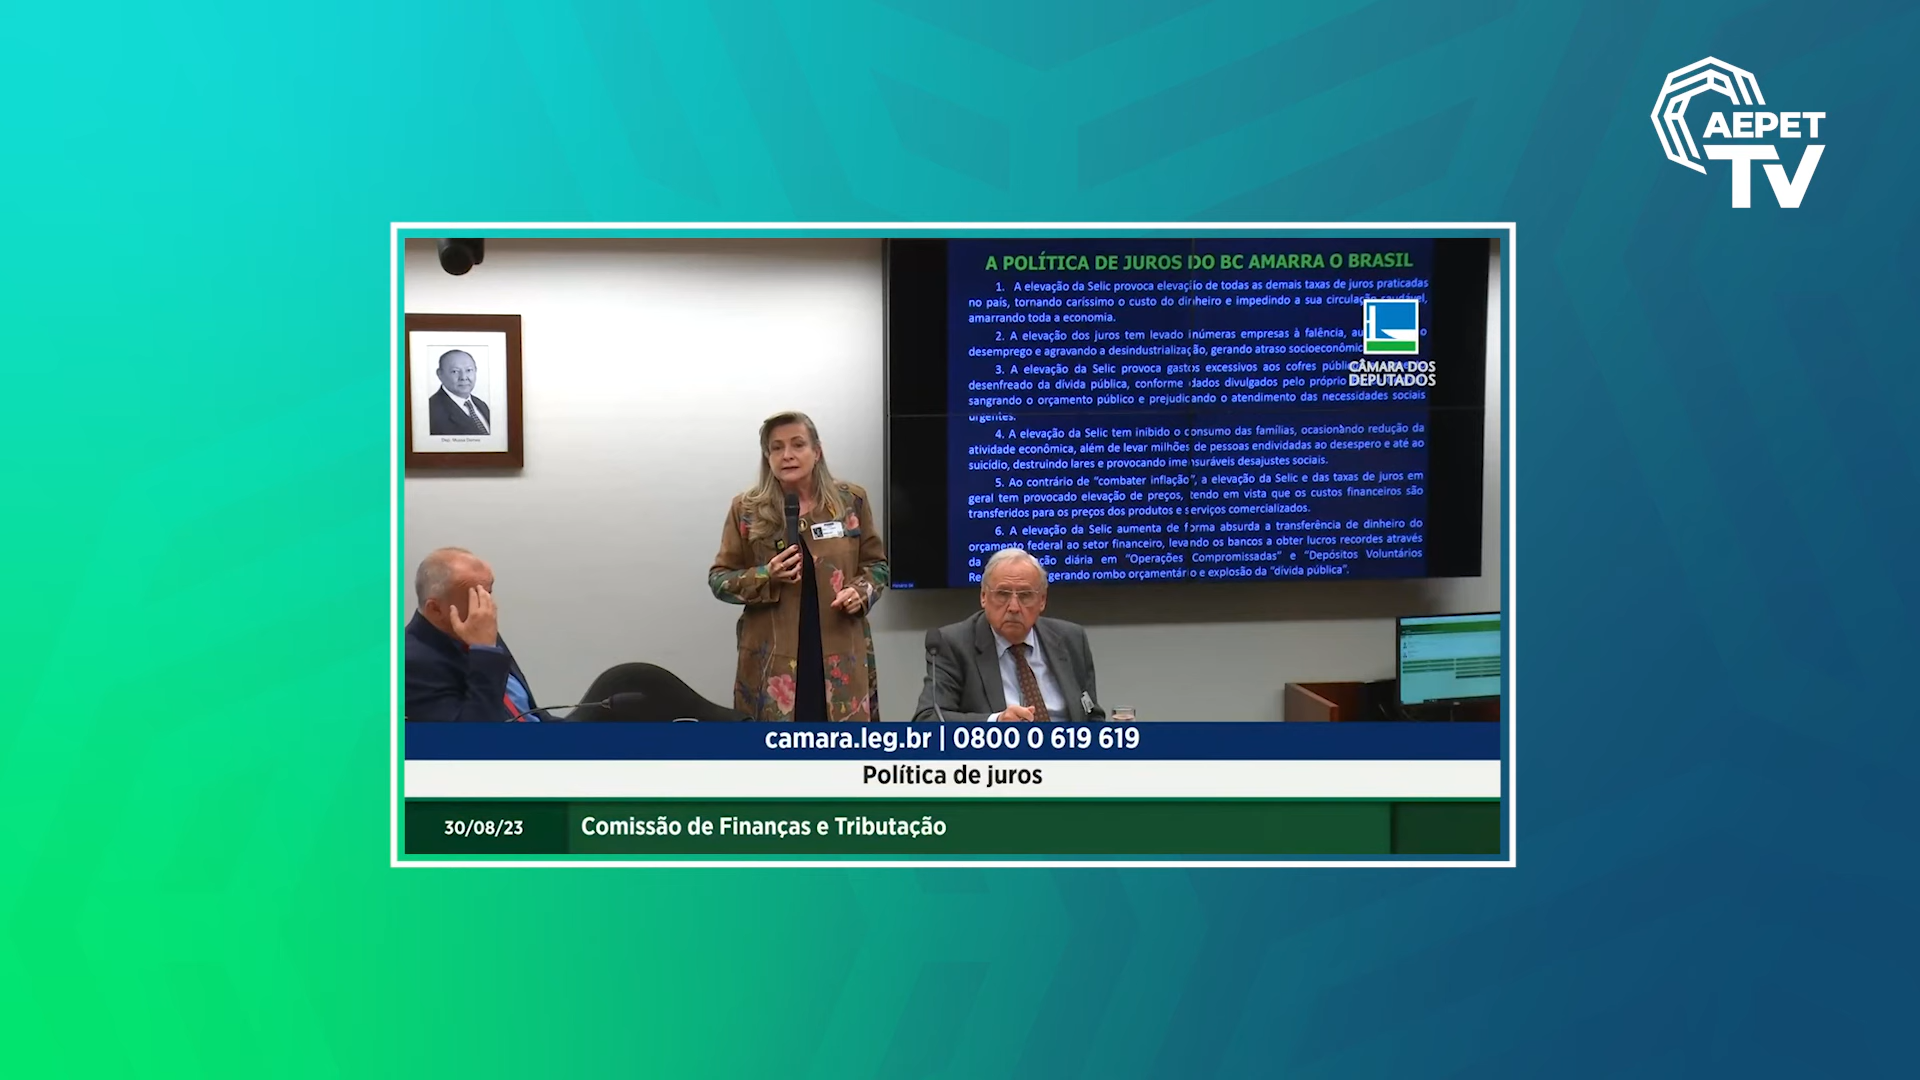 AEPET
TV
A POLÍTICA DE JUROS DO BC AMARRA O BRASIL
1. A elevação da Selic provoca elevação de todas as demais taxas de juros praticadas
no país, tornando caríssimo o custo do dinheiro e impedindo a sua circulação saudável,
amarrando toda a economia.
2. A elevação dos juros tem levado inúmeras empresas à falência,
desemprego e agravando a desindustrialização, gerando atraso
3. A elevação da Selic provoca gastos excessivos aos cofres
desenfreado da dívida pública, conforme dados divulgados pelo próprio
sangrando o orçamento público e prejudicando o atendimento das necessidades sociais
urgentes.
4. A elevação da Selic tem inibido o consumo das famílias, ocasionando redução da
atividade econômica, além de levar milhões de pessoas endividadas ao desespero e até ao
suicídio, destruindo lares e provocando imensuráveis desajustes sociais.
5. Ao contrário de “combater inflação”, a elevação da Selic e das taxas de juros em
geral tem provocado elevação de preços, tendo em vista que os custos financeiros são
transferidos para os preços dos produtos e serviços comercializados.
6. A elevação da Selic aumenta de forma absurda a transferência de dinheiro do
orçamento federal ao setor financeiro, levando os bancos a obter lucros recordes através
da diária em “Operações Compromissadas” e “Depósitos Voluntários
gerando rombo orçamentário e explosão da “dívida pública”.
CÂMARA DOS
DEPUTADOS
camara.leg.br | 0800 0 619 619
Política de juros
30/08/23 Comissão de Finanças e Tributação